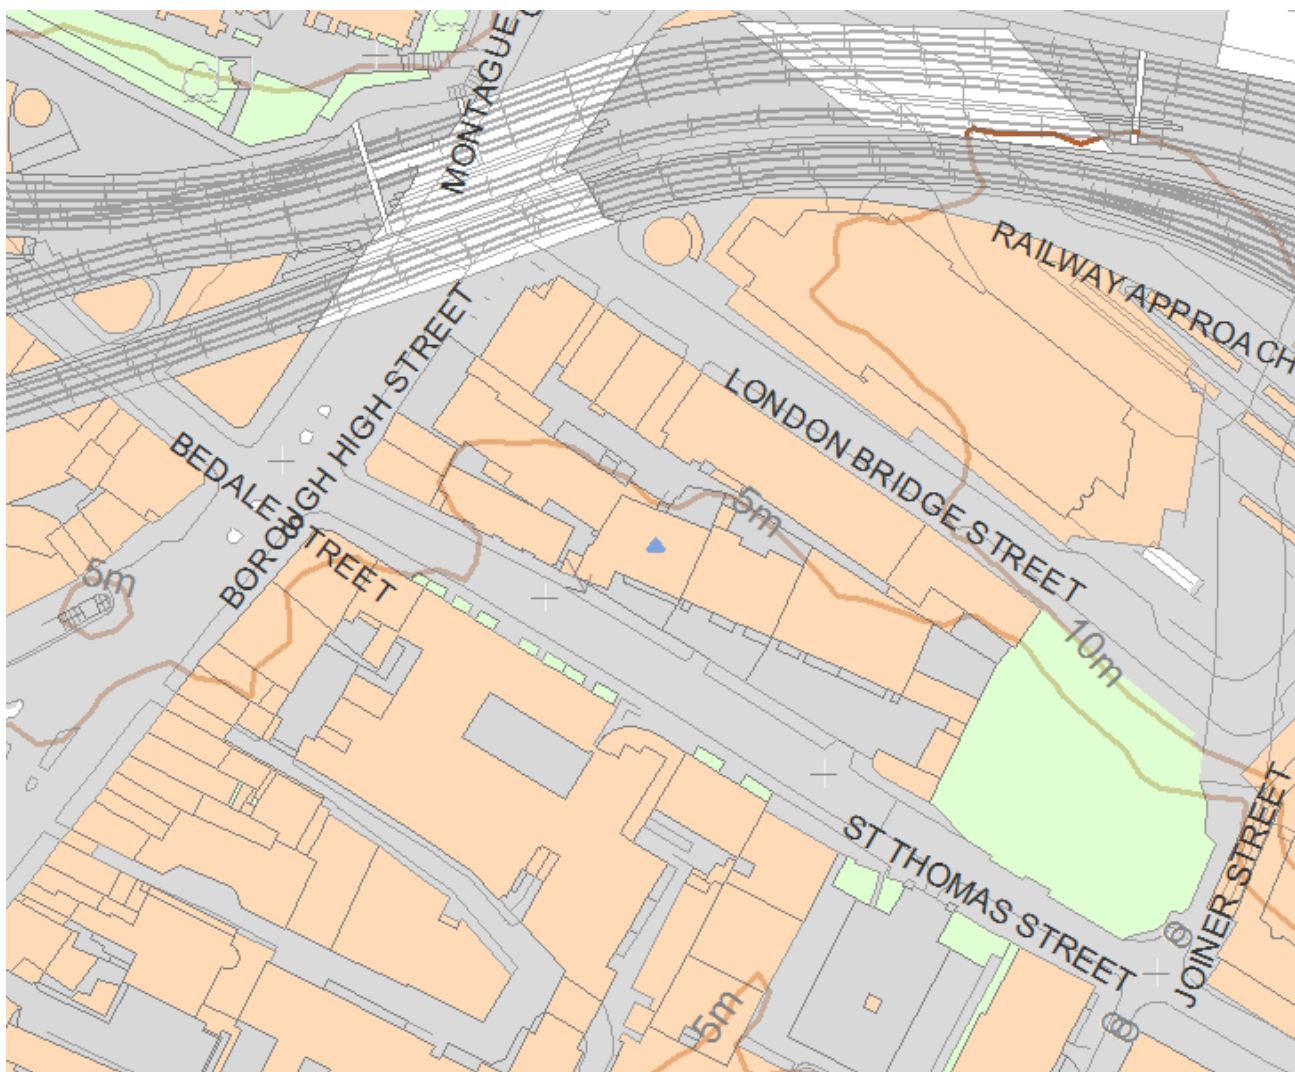 MONTAGUE
RAILWAY APPROACH
BOROUGH HIGH STREET
LONDON BRIDGE STREET
BEDALE STREET
5m
5m
10m
ST THOMAS STREET
JOINER STREET
5m